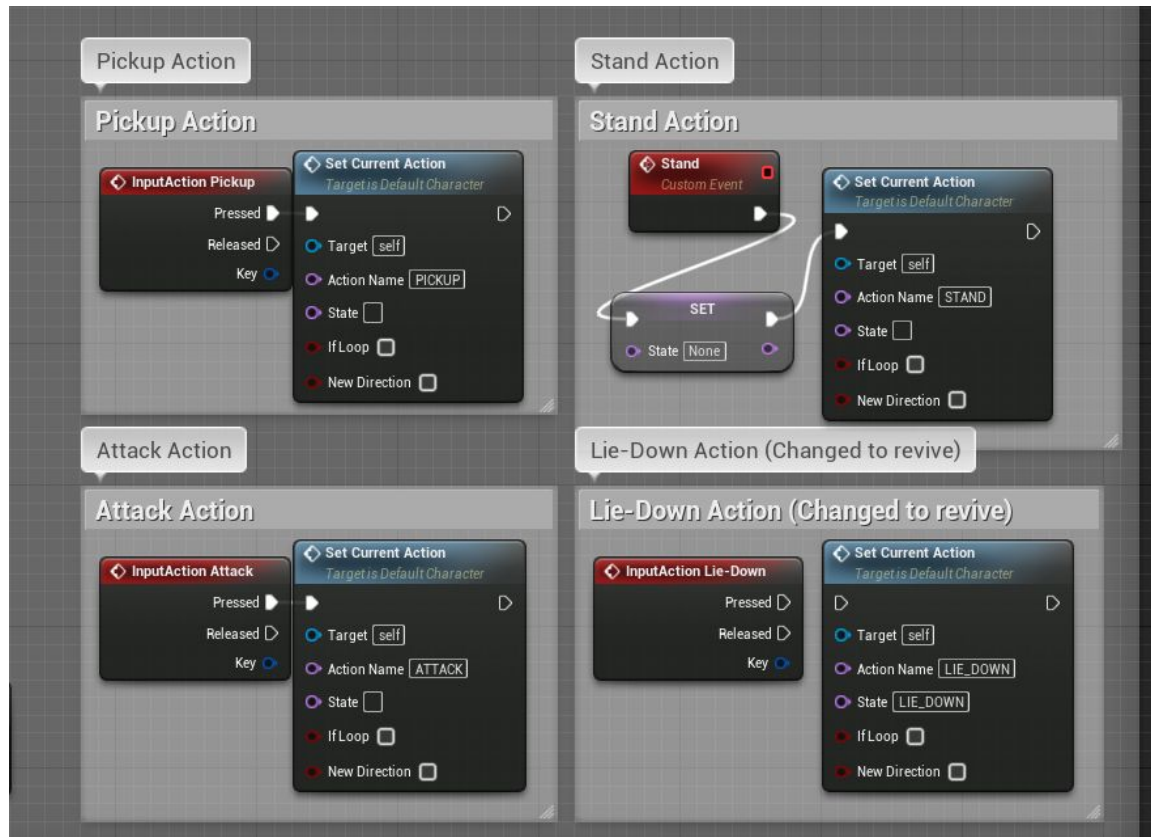 Pickup Action
Pickup Action
InputAction Pickup
Pressed
Released
Key
Set Current Action
Target is Default Character
Target self
Action Name PICKUP
State
If Loop
New Direction
Stand Action
Stand Action
Stand
Custom Event
SET
State None
Set Current Action
Target is Default Character
Target self
Action Name STAND
State
If Loop
New Direction
Attack Action
Attack Action
InputAction Attack
Pressed
Released
Key
Set Current Action
Target is Default Character
Target self
Action Name ATTACK
State
If Loop
New Direction
Lie-Down Action (Changed to revive)
Lie-Down Action (Changed to revive)
InputAction Lie-Down
Pressed
Released
Key
Set Current Action
Target is Default Character
Target self
Action Name LIE_DOWN
State LIE_DOWN
If Loop
New Direction